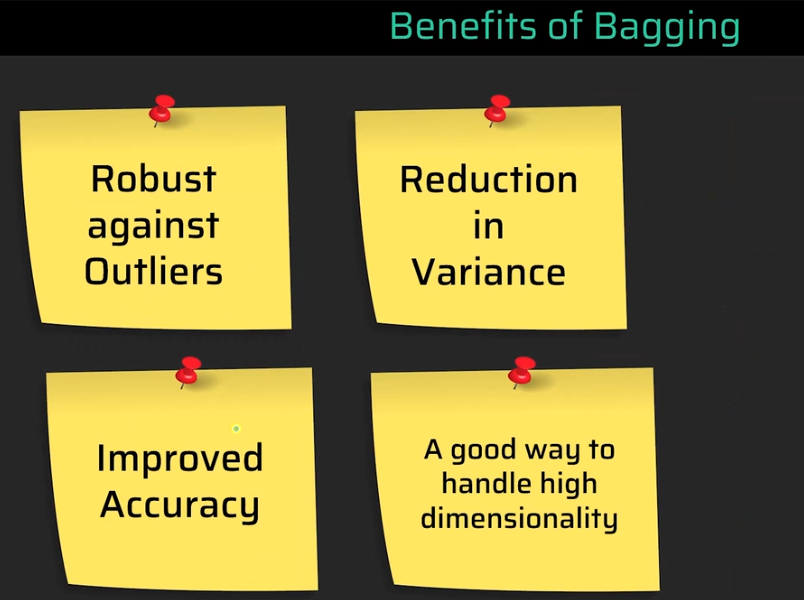 Benefits of Bagging
Robust
against
Outliers
Reduction
in
Variance
Improved
Accuracy
A good way to
handle high
dimensionality